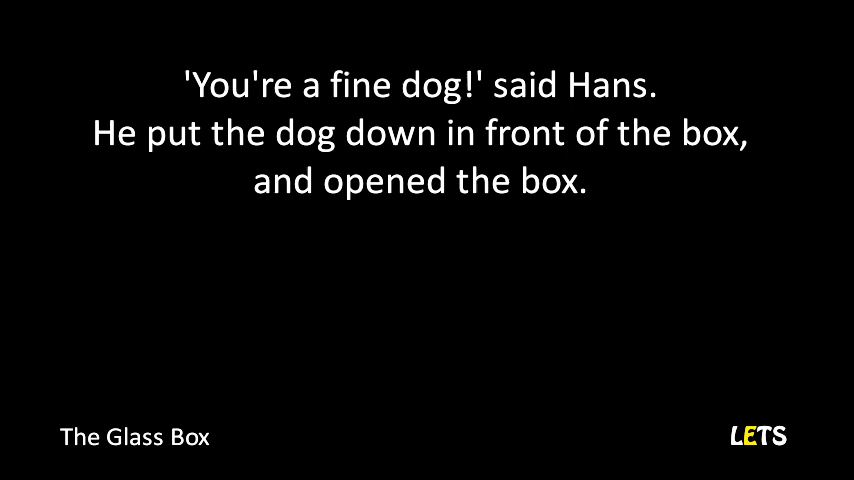 'You're a fine dog!' said Hans.
He put the dog down in front of the box,
and opened the box.
The Glass Box
LETS